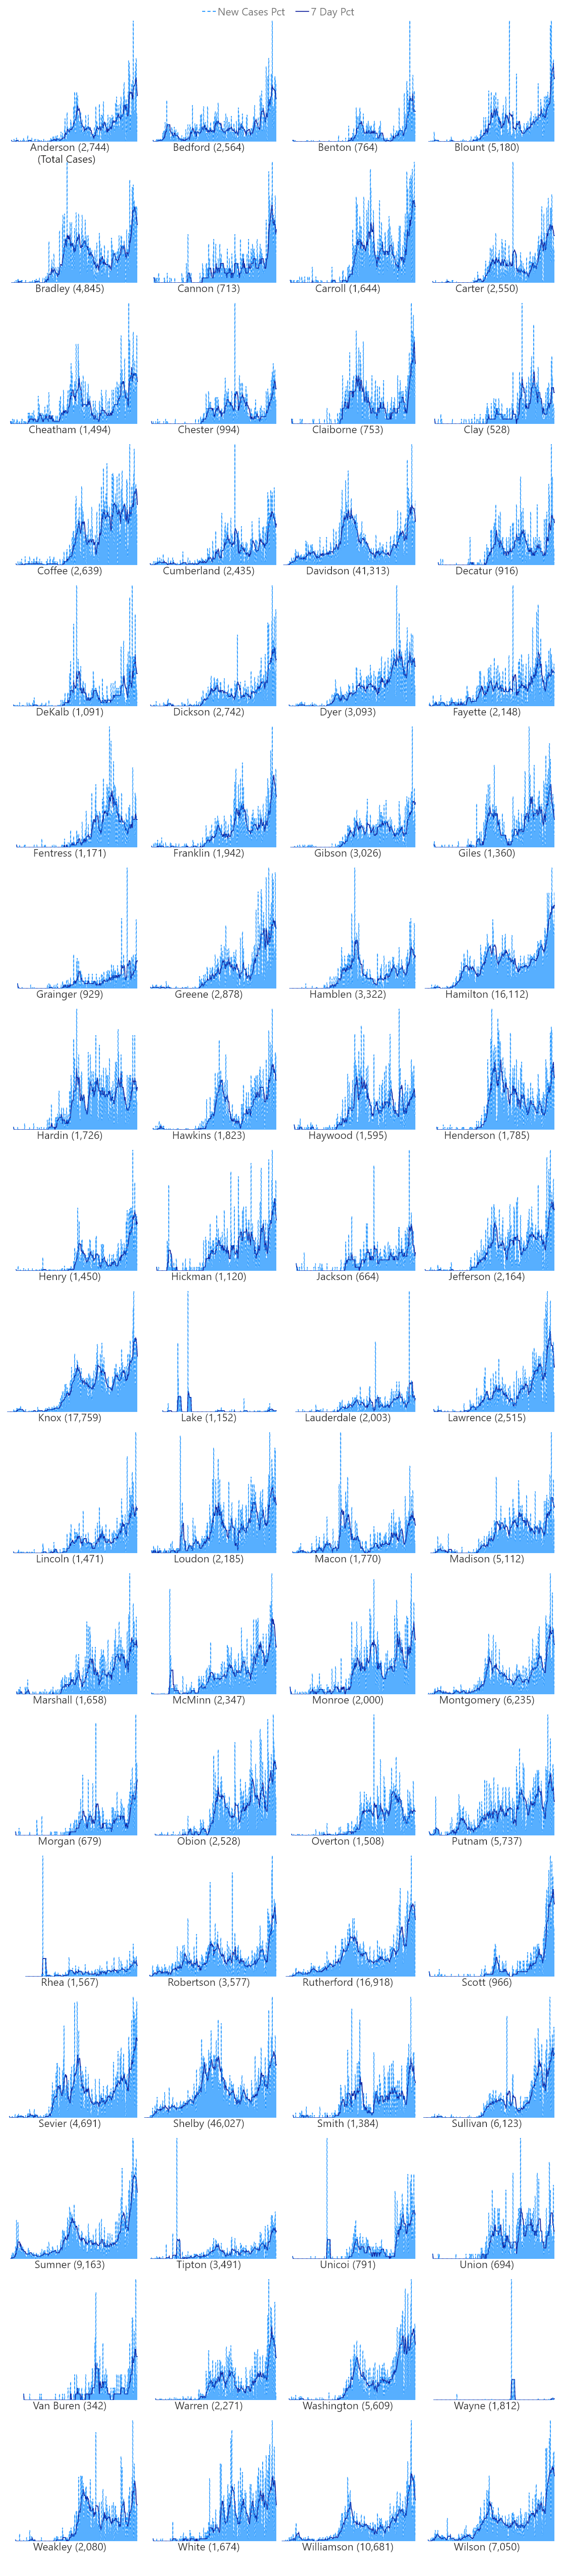 New Cases Pct 7 Day Pct
Anderson (2,744) Bedford (2,564) Benton (764) Blount (5,180)
(Total Cases)
Bradley (4,845) Cannon (713) Carroll (1,644) Carter (2,550)
Cheatham (1,494) Chester (994) Claiborne (753) Clay (528)
Coffee (2,639) Cumberland (2,435) Davidson (41,313) Decatur (916)
DeKalb (1,091) Dickson (2,742) Dyer (3,093) Fayette (2,148)
Fentress (1,171) Franklin (1,942) Gibson (3,026) Giles (1,360)
Grainger (929) Greene (2,878) Hamblen (3,322) Hamilton (16,112)
Hardin (1,726) Hawkins (1,823) Haywood (1,595) Henderson (1,785)
Henry (1,450) Hickman (1,120) Jackson (664) Jefferson (2,164)
Knox (17,759) Lake (1,152) Lauderdale (2,003) Lawrence (2,515)
Lincoln (1,471) Loudon (2,185) Macon (1,770) Madison (5,112)
Marshall (1,658) McMinn (2,347) Monroe (2,000) Montgomery (6,235)
Morgan (679) Obion (2,528) Overton (1,508) Putnam (5,737)
Rhea (1,567) Robertson (3,577) Rutherford (16,918) Scott (966)
Sevier (4,691) Shelby (46,027) Smith (1,384) Sullivan (6,123)
Sumner (9,163) Tipton (3,491) Unicoi (791) Union (694)
Van Buren (342) Warren (2,271) Washington (5,609) Wayne (1,812)
Weakley (2,080) White (1,674) Williamson (10,681) Wilson (7,050)